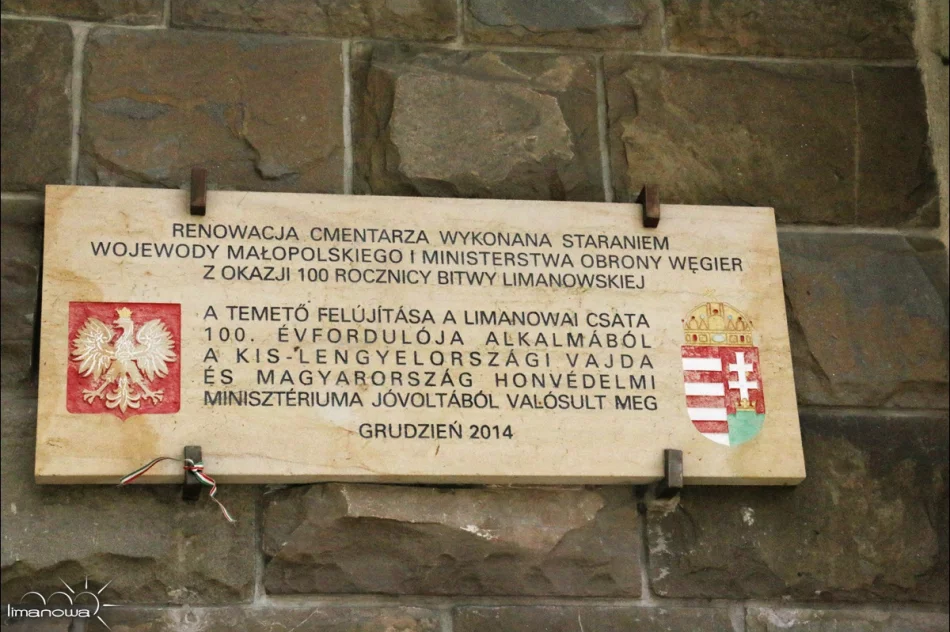 RENOWACJA CMENTARZA WYKONANA STARANIEM
WOJEWODY MAŁOPOLSKIEGO I MINISTERSTWA OBRONY WĘGIER
Z OKAZJI 100 ROCZNICY BITWY LIMANOWSKIEJ
A TEMETŐ FELÚJÍTÁSA A LIMANOWAI CSATA
100. ÉVFORDULÓJA ALKALMÁBÓL
A KIS-LENGYELORSZÁGI VAJDA
ÉS MAGYARORSZÁG HONVÉDELMI
MINISZTÉRIUMA JÓVOLTÁBÓL VALÓSULT MEG
GRUDZIEŃ 2014
limanowa